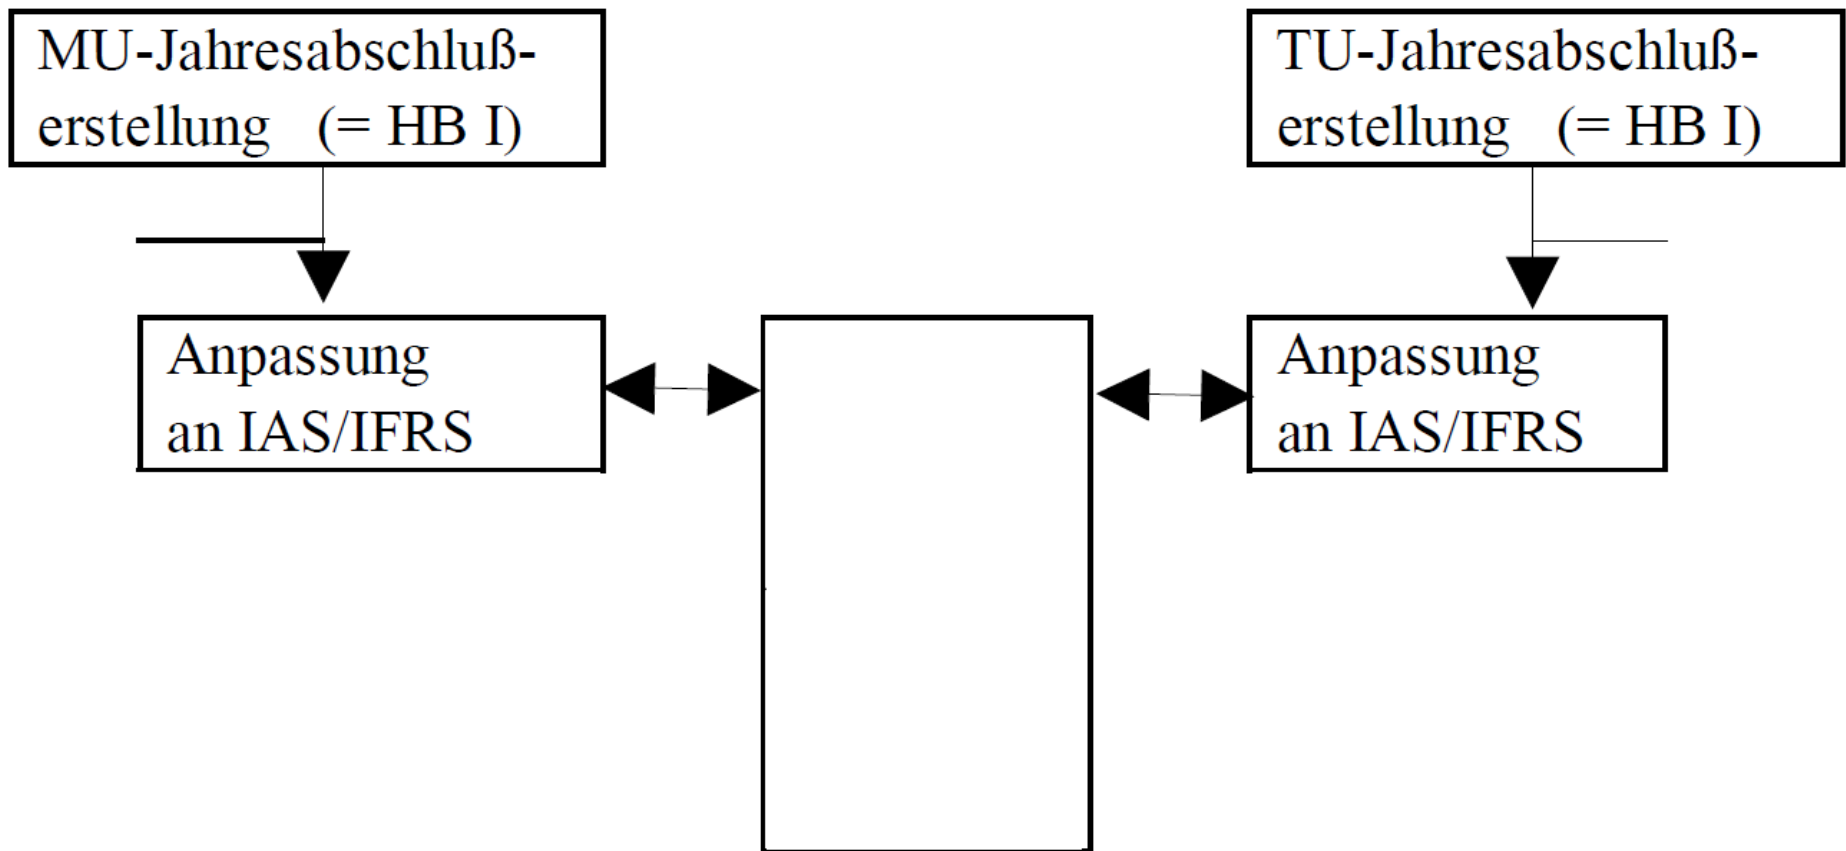 MU-Jahresabschluß-
erstellung (= HB I)
TU-Jahresabschluß-
erstellung (= HB I)
Anpassung
an IAS/IFRS
Anpassung
an IAS/IFRS